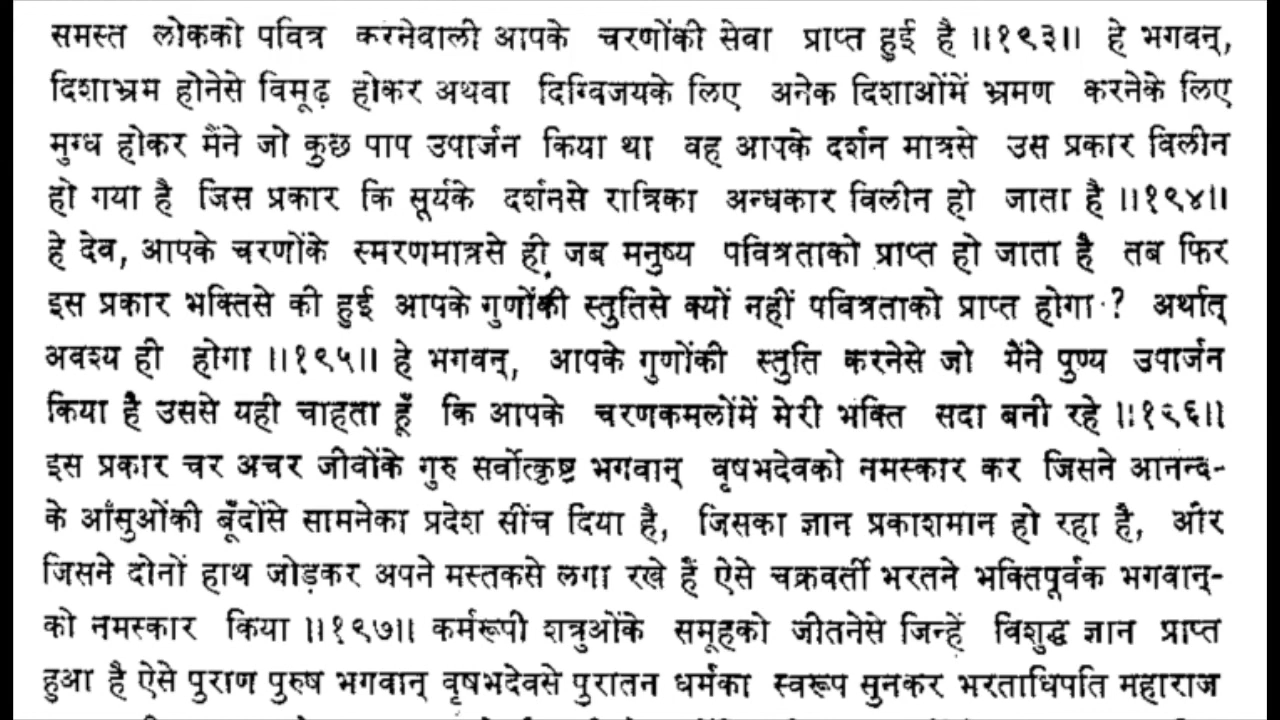 समस्त लोकको पवित्र करनेवाली आपके चरणोंकी सेवा प्राप्त हुई है ॥१९३॥ हे भगवन्,
दिशाभ्रम होनेसे विमूढ़ होकर अथवा दिग्विजयके लिए अनेक दिशाओंमें भ्रमण करनेके लिए
मुग्ध होकर मैंने जो कुछ पाप उपार्जन किया था वह आपके दर्शन मात्रसे उस प्रकार विलीन
हो गया है जिस प्रकार कि सूर्यके दर्शनसे रात्रिका अन्धकार विलीन हो जाता है ॥१९४॥
हे देव, आपके चरणोंके स्मरणमात्रसे ही जब मनुष्य पवित्रताको प्राप्त हो जाता है तब फिर
इस प्रकार भक्तिसे की हुई आपके गुणोंकी स्तुतिसे क्यों नहीं पवित्रताको प्राप्त होगा ? अर्थात्
अवश्य ही होगा ॥१९५॥ हे भगवन्, आपके गुणोंकी स्तुति करनेसे जो मैंने पुण्य उपार्जन
किया है उससे यही चाहता हूँ कि आपके चरणकमलोंमें मेरी भक्ति सदा बनी रहे ॥१९६॥
इस प्रकार चर अचर जीवोंके गुरु सर्वोत्कृष्ट भगवान् वृषभदेवको नमस्कार कर जिसने आनन्द-
के आँसुओंकी बूँदोंसे सामनेका प्रदेश सींच दिया है, जिसका ज्ञान प्रकाशमान हो रहा है, और
जिसने दोनों हाथ जोड़कर अपने मस्तकसे लगा रखे हैं ऐसे चक्रवर्ती भरतने भक्तिपूर्वक भगवान्-
को नमस्कार किया ॥१९७॥ कर्मरूपी शत्रुओंके समूहको जीतनेसे जिन्हें विशुद्ध ज्ञान प्राप्त
हुआ है ऐसे पुराण पुरुष भगवान् वृषभदेवसे पुरातन धर्मका स्वरूप सुनकर भरताधिपति महाराज